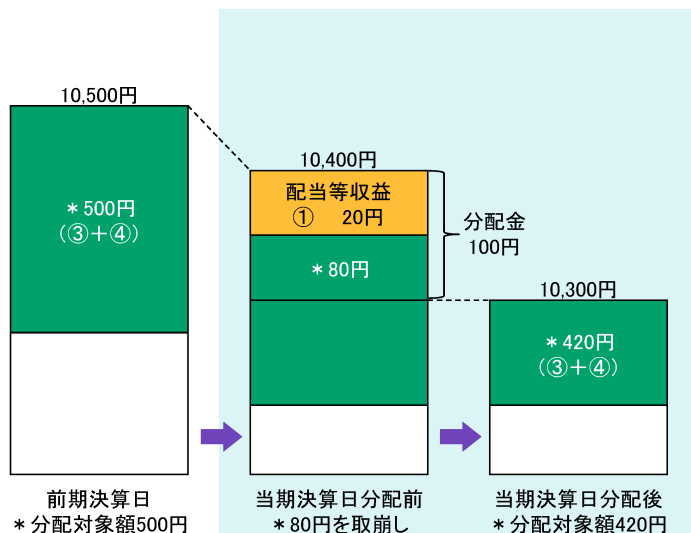 10,500円
＊500円
（③＋④）
前期決算日
＊分配対象額500円
10,400円
配当等収益
① 20円
＊80円
分配金
100円
当期決算日分配前
＊80円を取崩し
10,300円
＊420円
（③＋④）
当期決算日分配後
＊分配対象額420円